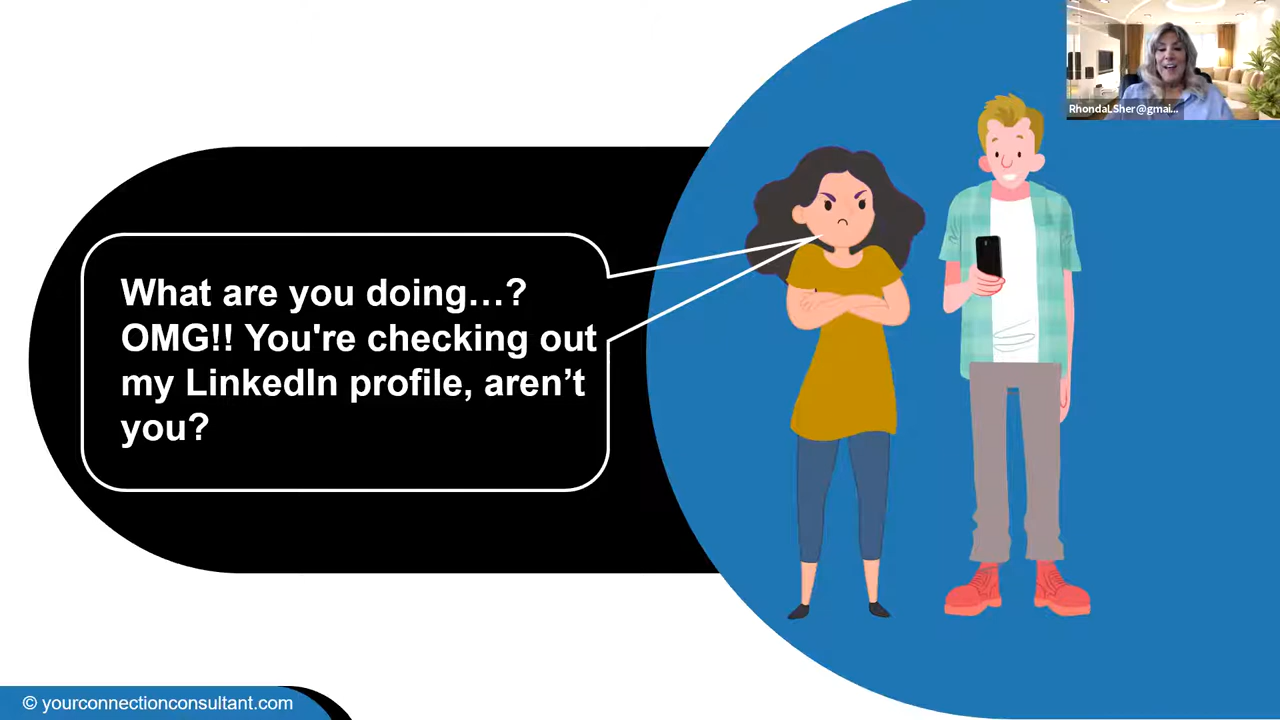 RhondaLSher@gmai...
What are you doing…?
OMG!! You're checking out
my LinkedIn profile, aren’t
you?
© yourconnectionconsultant.com